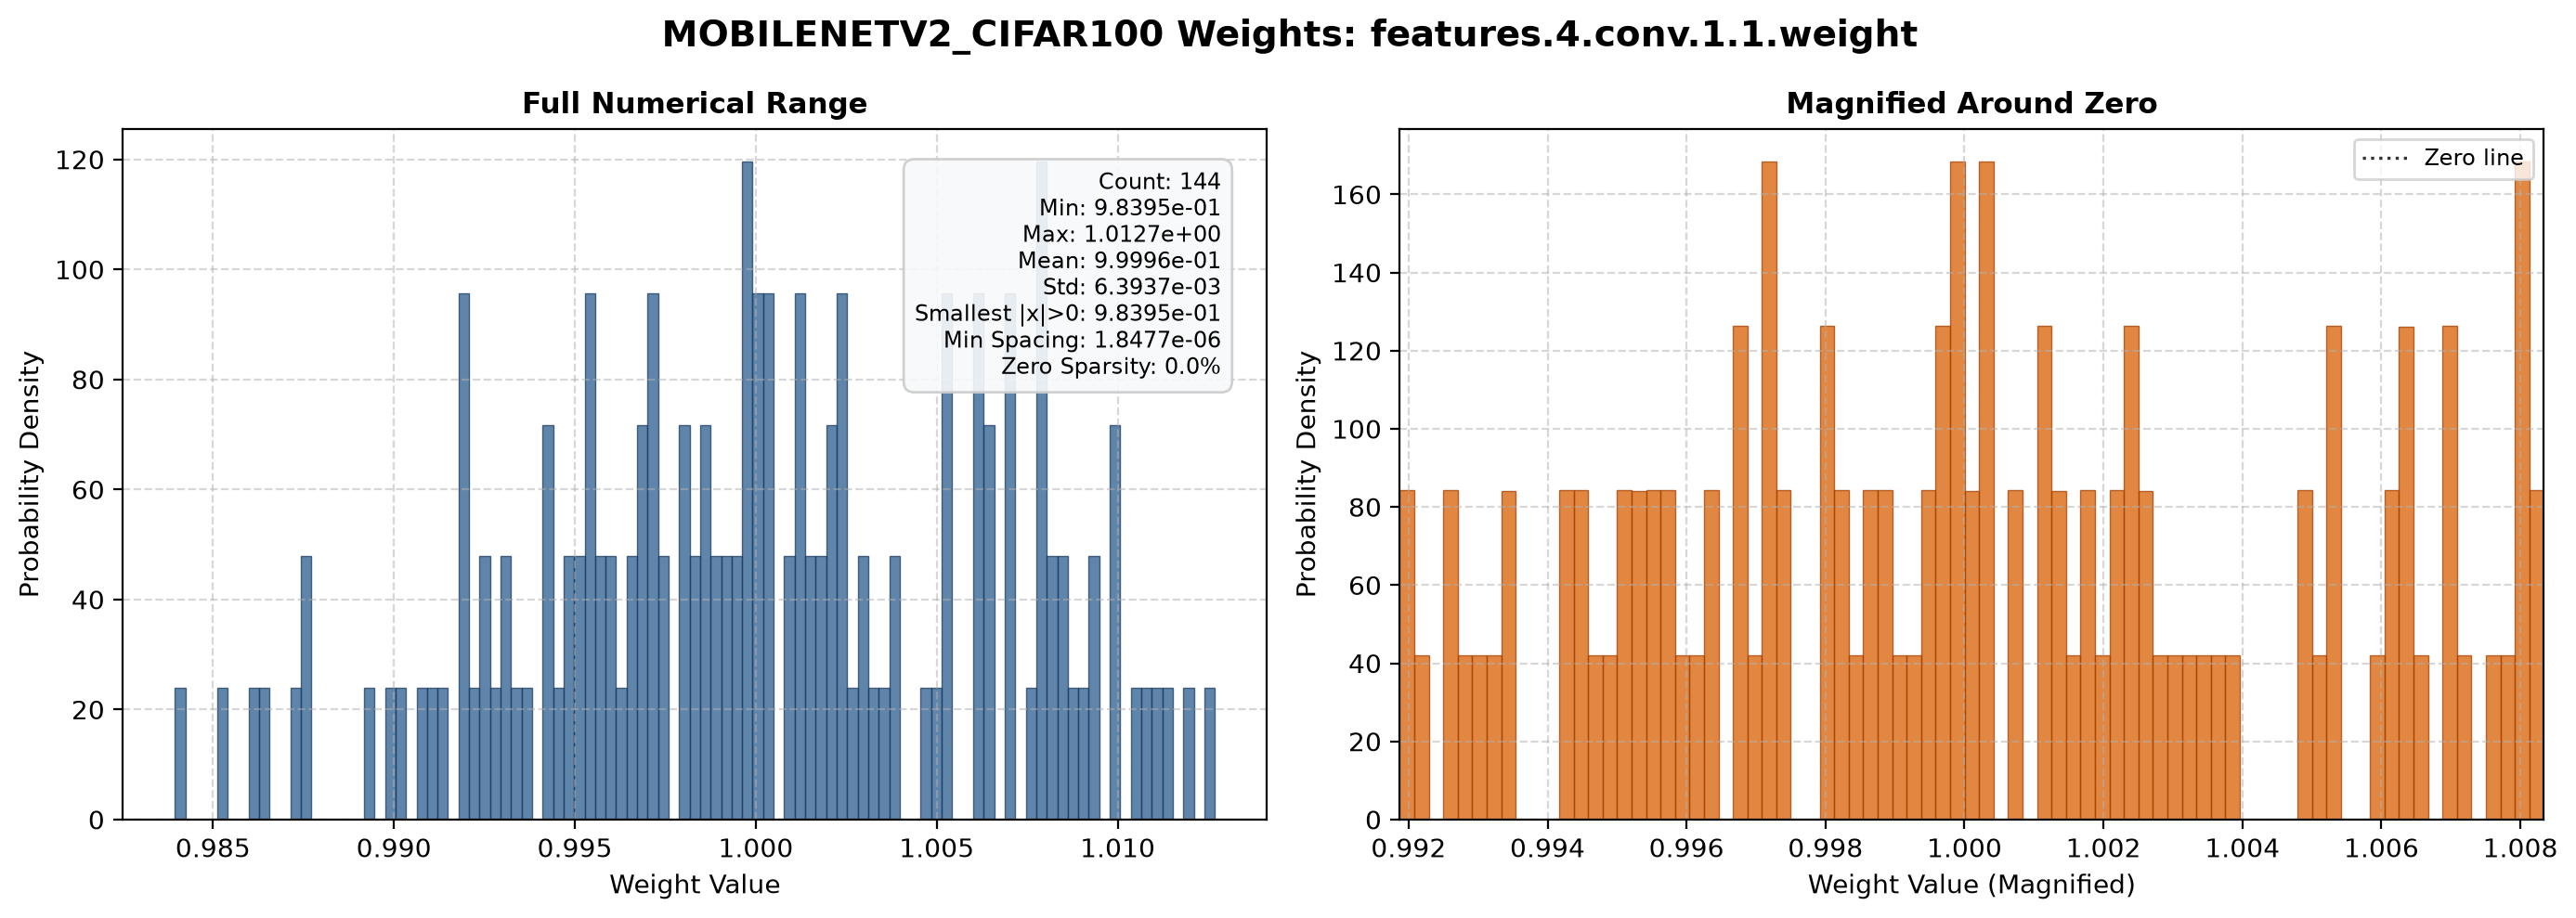 MOBILENETV2_CIFAR100 Weights: features.4.conv.1.1.weight
Full Numerical Range
Probability Density
120
100
80
60
40
20
0
Count: 144
Min: 9.8395e-01
Max: 1.0127e+00
Mean: 9.9996e-01
Std: 6.3937e-03
Smallest |x|>0: 9.8395e-01
Min Spacing: 1.8477e-06
Zero Sparsity: 0.0%
0.985 0.990 0.995 1.000 1.005 1.010
Weight Value
Magnified Around Zero
Probability Density
160
140
120
100
80
60
40
20
0
Zero line
0.992 0.994 0.996 0.998 1.000 1.002 1.004 1.006 1.008
Weight Value (Magnified)